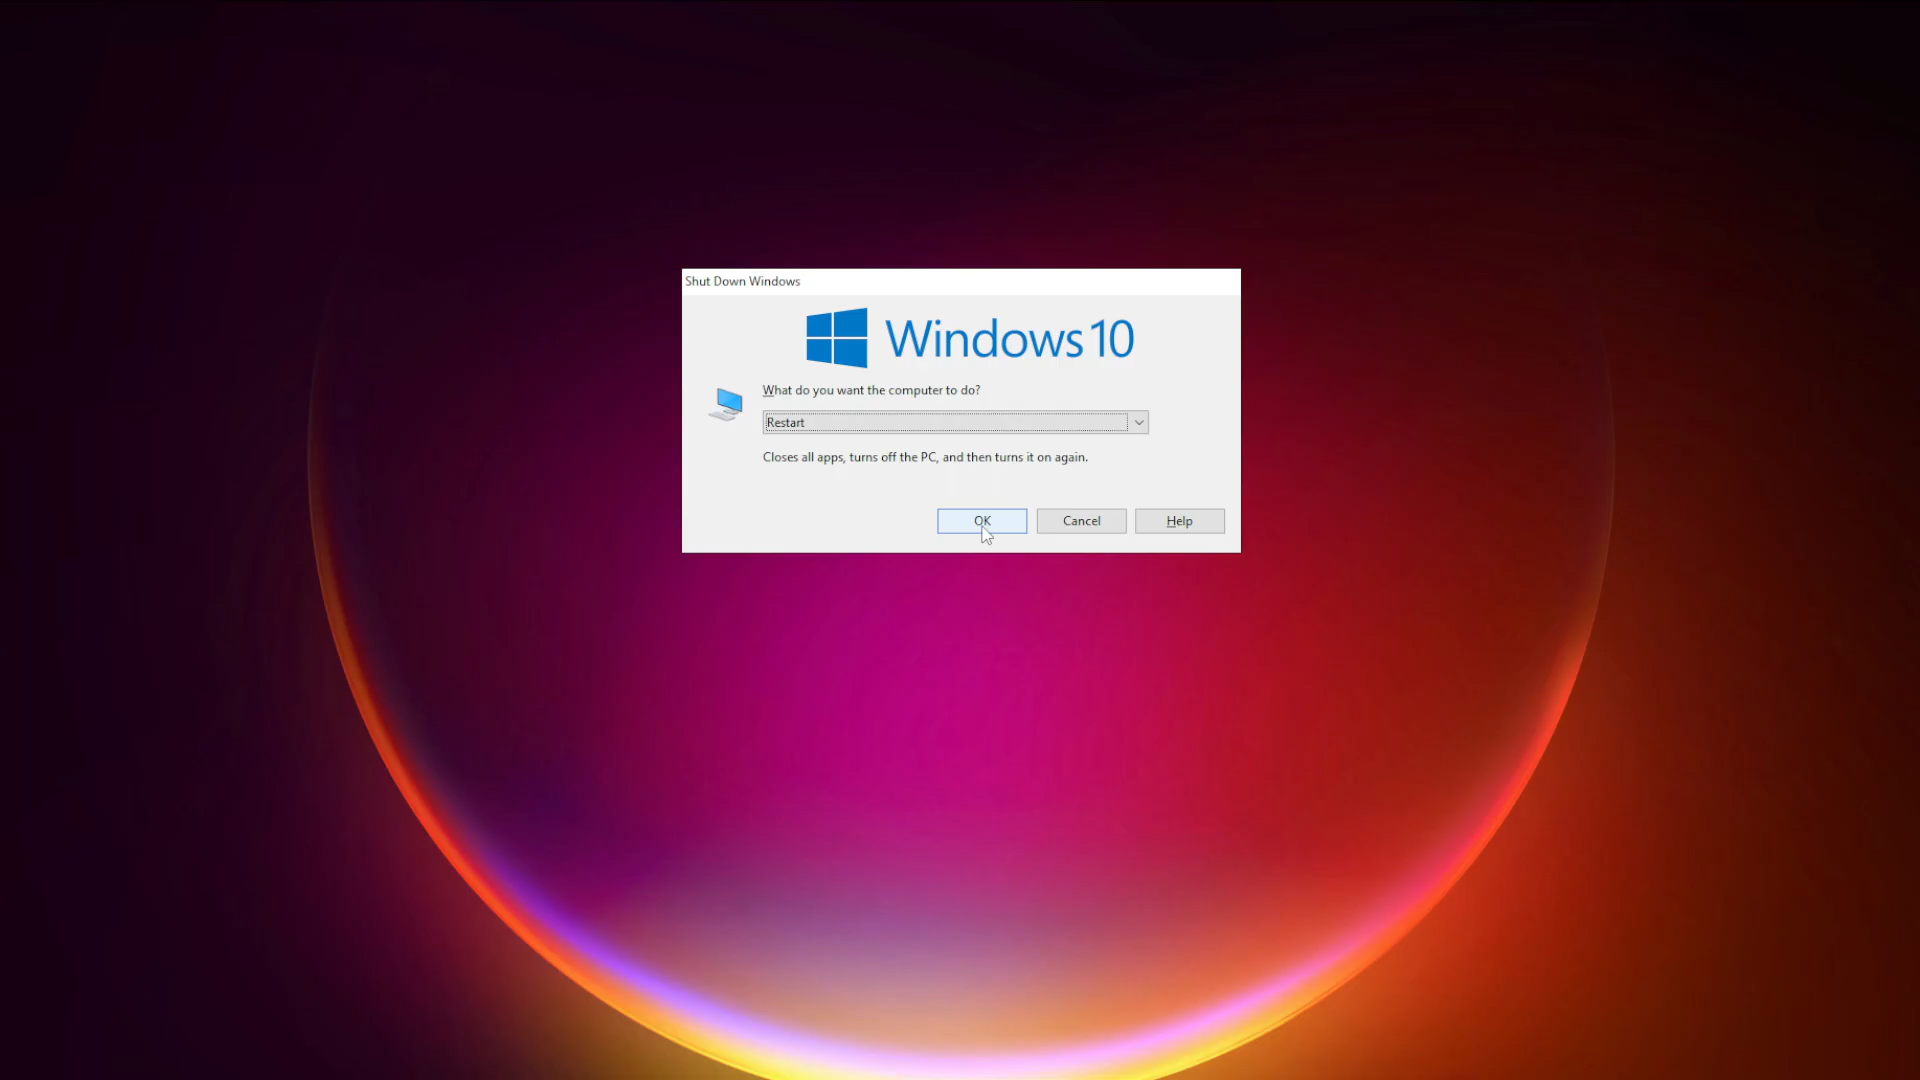 Shut Down Windows
Windows 10
What do you want the computer to do?
Restart
Closes all apps, turns off the PC, and then turns it on again.
OK
Cancel
Help